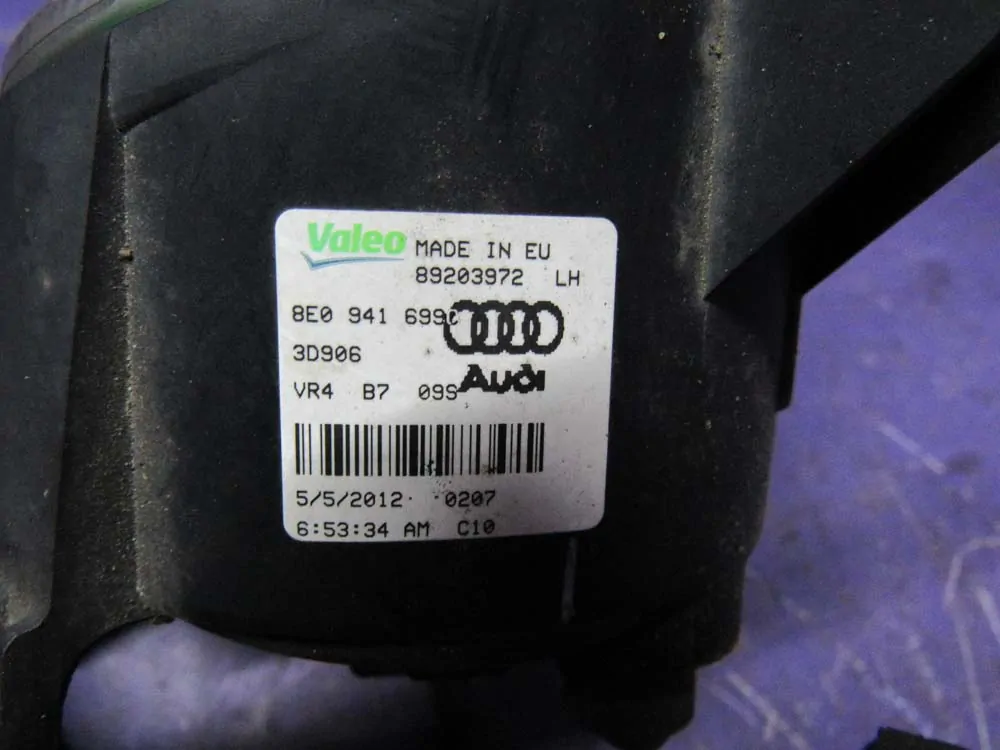 Valeo MADE IN EU
89203972 LH
8E0 941 699C
3D906
Audi
VR4 B7 09S
5/5/2012 0207
6:53:34 AM C10